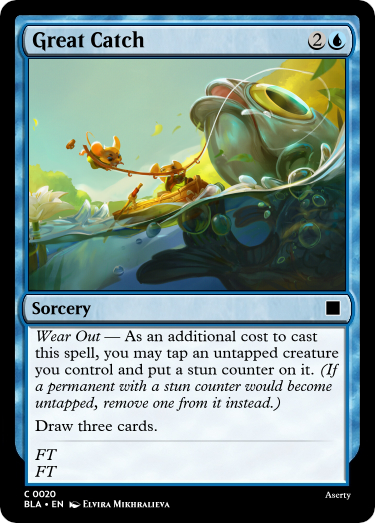 Great Catch 2
Sorcery
Wear Out — As an additional cost to cast
this spell, you may tap an untapped creature
you control and put a stun counter on it. (If
a permanent with a stun counter would become
untapped, remove one from it instead.)
Draw three cards.
FT
FT
C 0020
BLA • EN Elvira Mikhralieva
Aserty